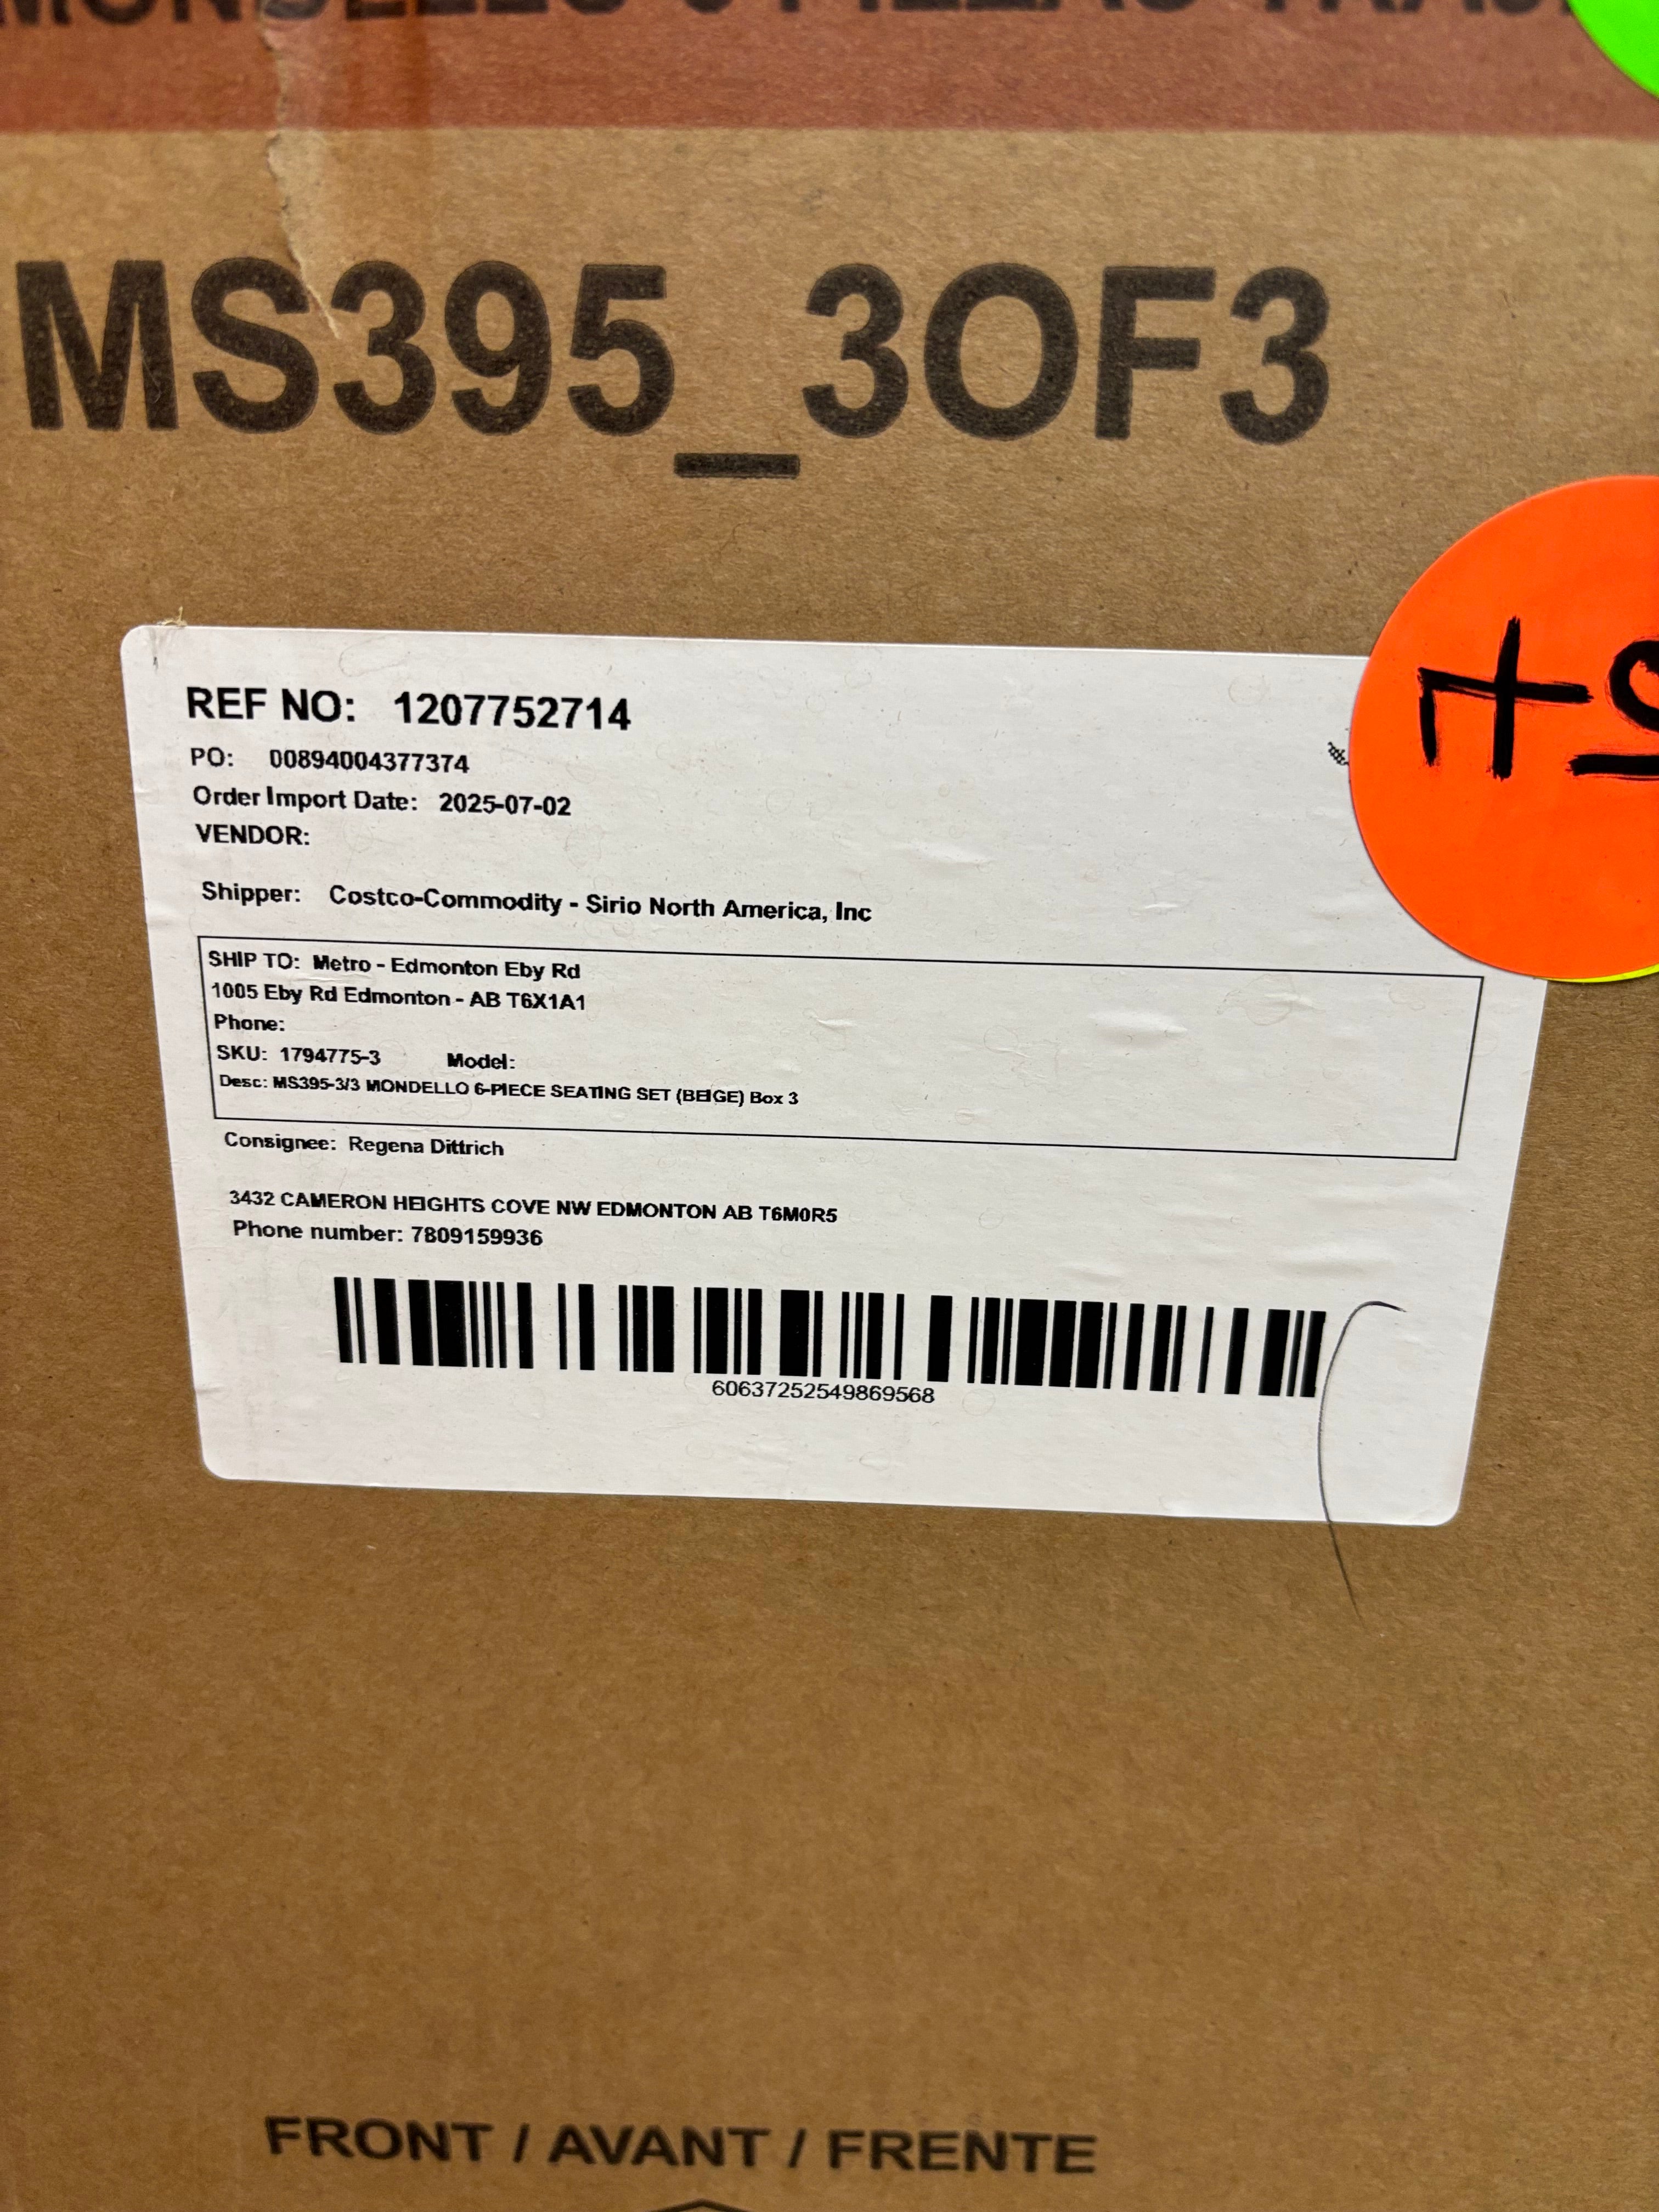 MS395_3OF3
REF NO: 1207752714
PO: 00894004377374
Order Import Date: 2025-07-02
VENDOR:
Shipper: Costco-Commodity - Sirio North America, Inc
SHIP TO: Metro - Edmonton Eby Rd
1005 Eby Rd Edmonton - AB T6X1A1
Phone:
SKU: 1794775-3 Model:
Desc: MS395-3/3 MONDELLO 6-PIECE SEATING SET (BEIGE) Box 3
Consignee: Regena Dittrich
3432 CAMERON HEIGHTS COVE NW EDMONTON AB T6M0R5
Phone number: 7809159936
60637252549869568
FRONT / AVANT / FRENTE